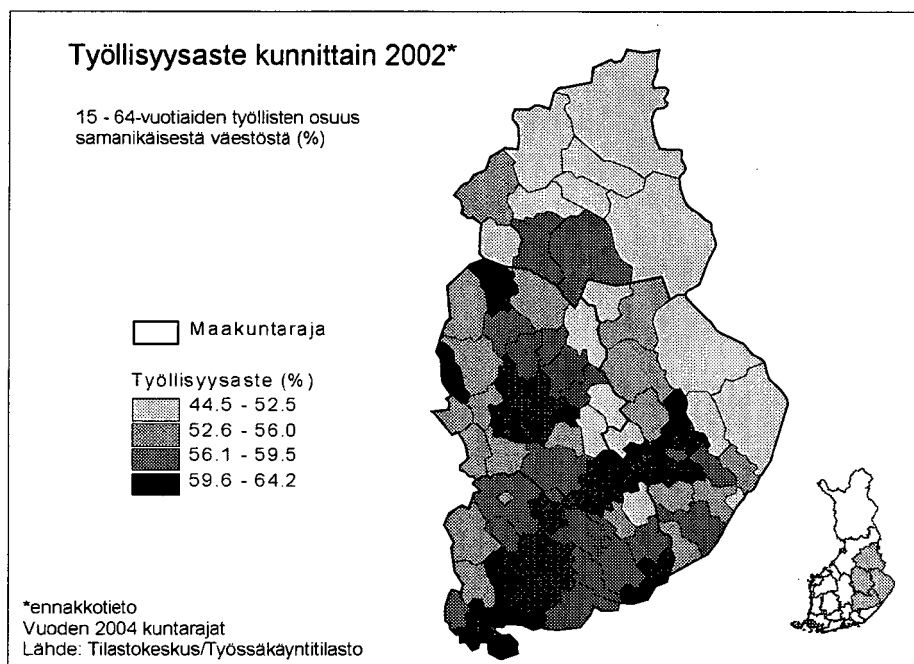 Työllisyysaste kunnittain 2002*
15 - 64-vuotiaiden työllisten osuus
samanikäisestä väestöstä (%)
Maakuntaraja
Työllisyysaste (%)
44.5 - 52.5
52.6 - 56.0
56.1 - 59.5
59.6 - 64.2
*ennakkotieto
Vuoden 2004 kuntarajat
Lähde: Tilastokeskus/Työssäkäyntitilasto